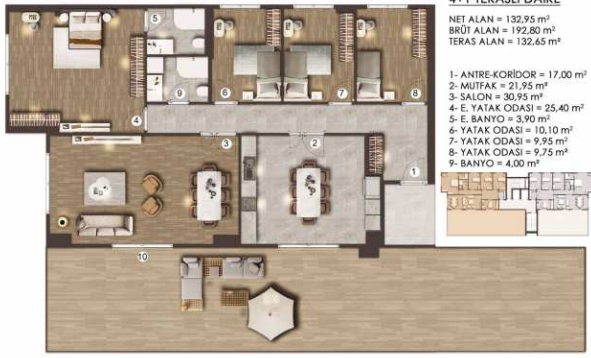 4+1 TERASLI DAİRE
NET ALAN = 132,95 m²
BRÜT ALAN = 192,80 m²
TERAS ALAN = 132,65 m²
1- ANTRE-KORİDOR = 17,00 m²
2- MUTFAK = 21,95 m²
3- SALON = 30,95 m²
4- E. YATAK ODASI = 25,40 m²
5- E. BANYO = 3,90 m²
6- YATAK ODASI = 10,10 m²
7- YATAK ODASI = 9,95 m²
8- YATAK ODASI = 9,75 m²
9- BANYO = 4,00 m²
5
9
6
7
8
4
3
2
1
10